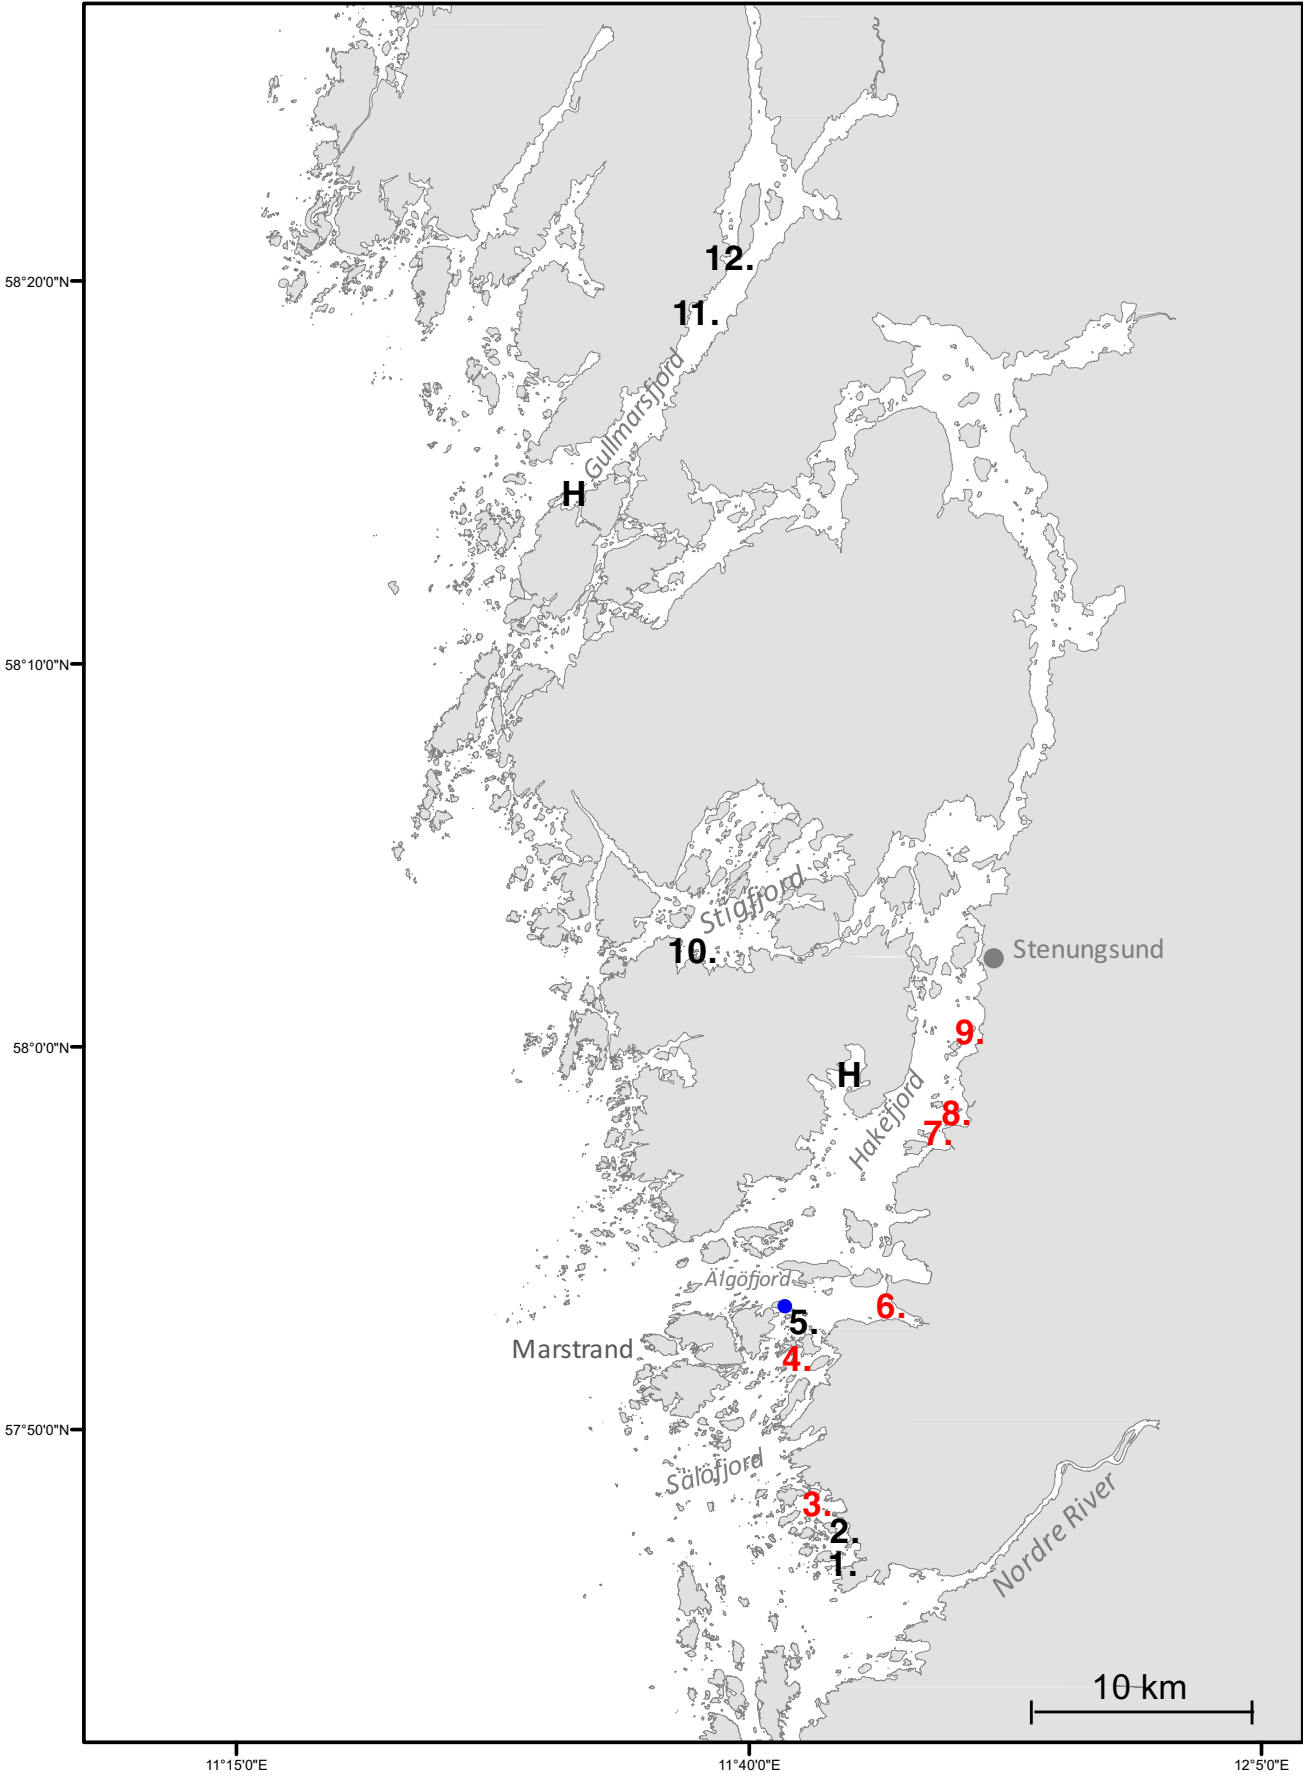 12.
58°20'0"N
11.
Gullmarsfjord
H
58°10'0"N
Stigfjord
10.
Stenungsund
9.
58°0'0"N
H
Hakefjord
8.
7.
Älgöfjord
6.
5.
Marstrand
4.
57°50'0"N
Sälöfjord
3.
2.
1.
Nordre River
10 km
11°15'0"E
11°40'0"E
12°5'0"E